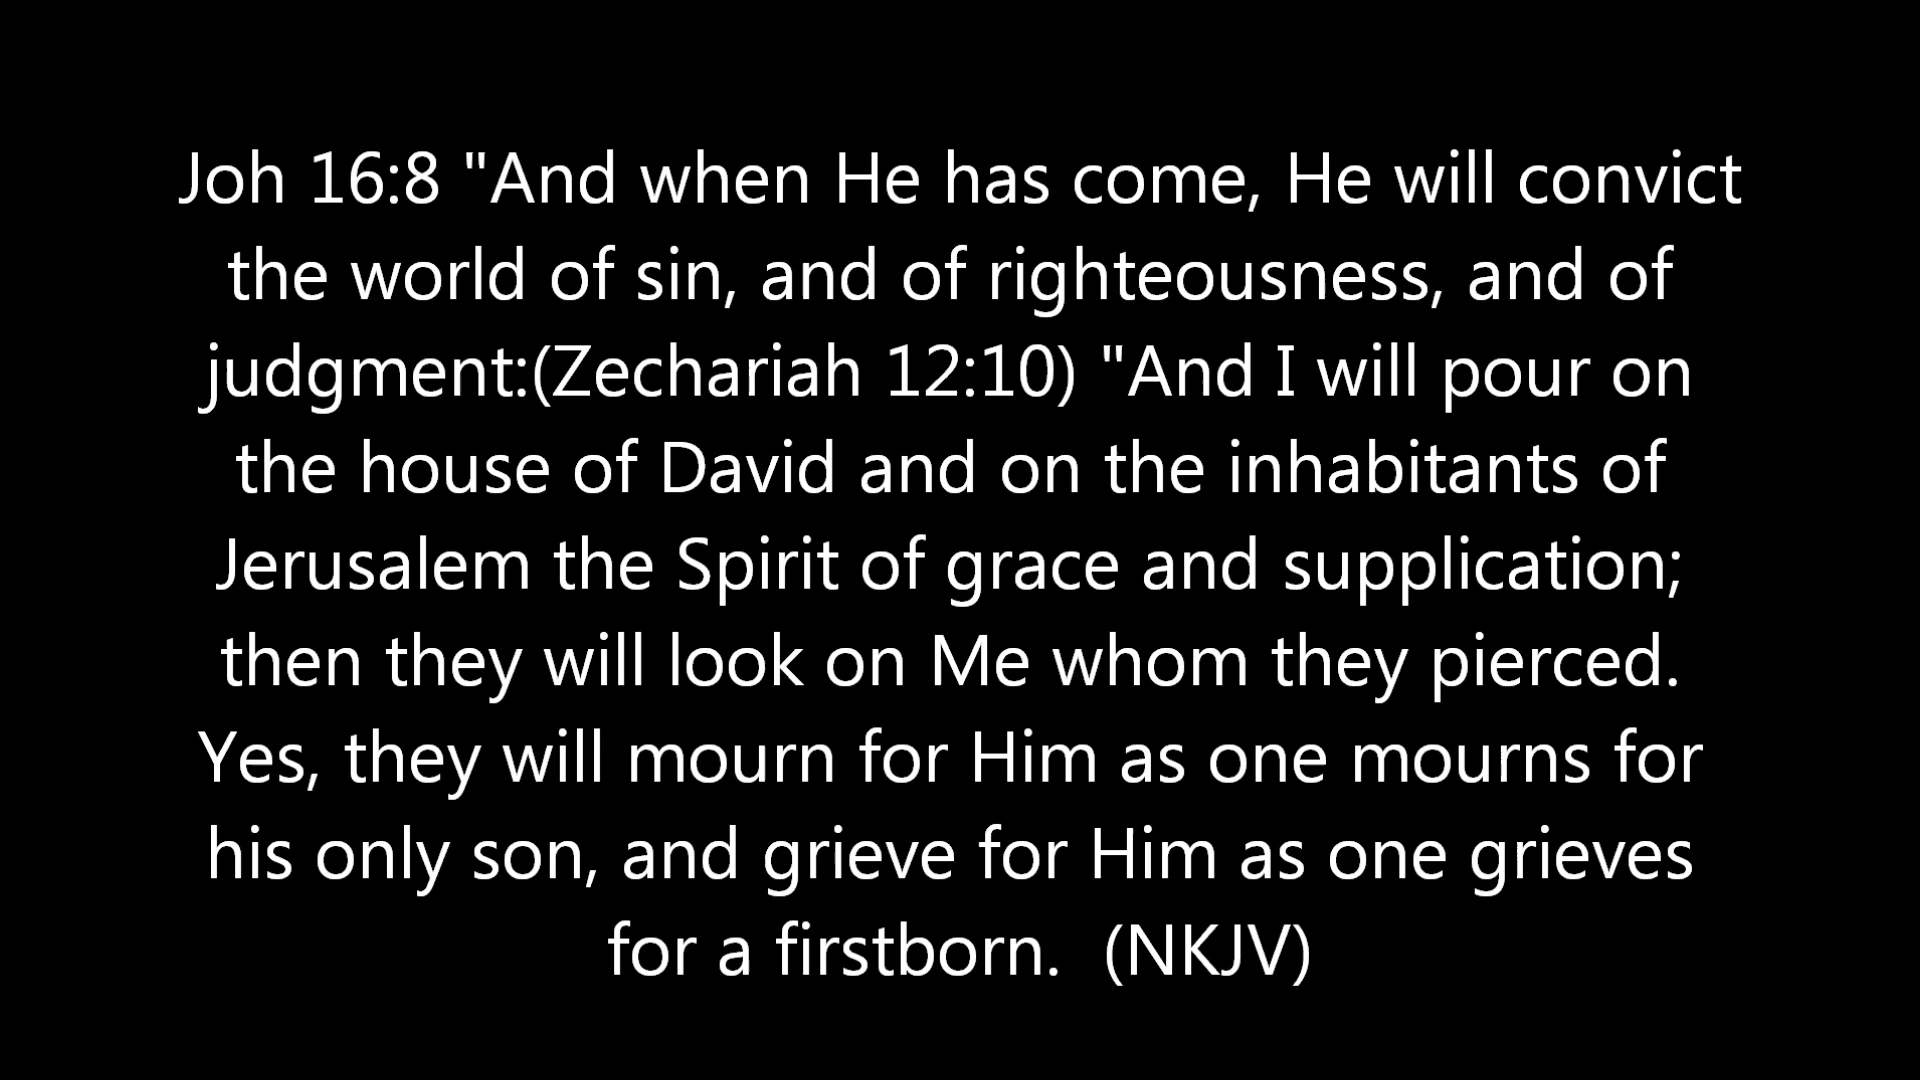 Joh 16:8 "And when He has come, He will convict
the world of sin, and of righteousness, and of
judgment:(Zechariah 12:10) "And I will pour on
the house of David and on the inhabitants of
Jerusalem the Spirit of grace and supplication;
then they will look on Me whom they pierced.
Yes, they will mourn for Him as one mourns for
his only son, and grieve for Him as one grieves
for a firstborn.  (NKJV)